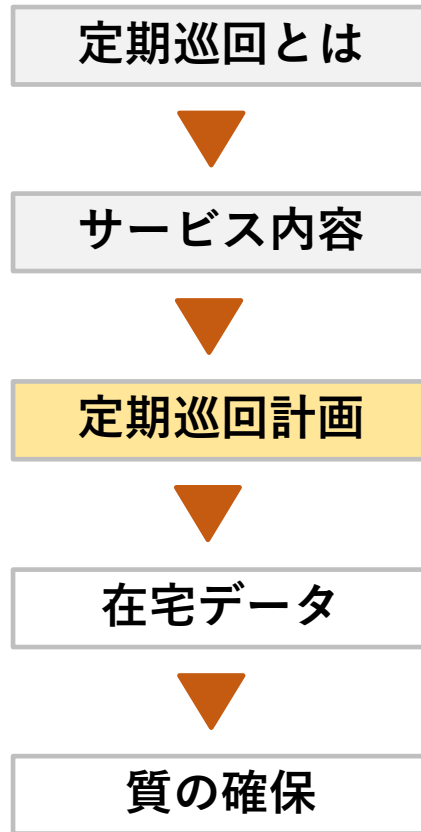 定期巡回とは
サービス内容
定期巡回計画
在宅データ
質の確保